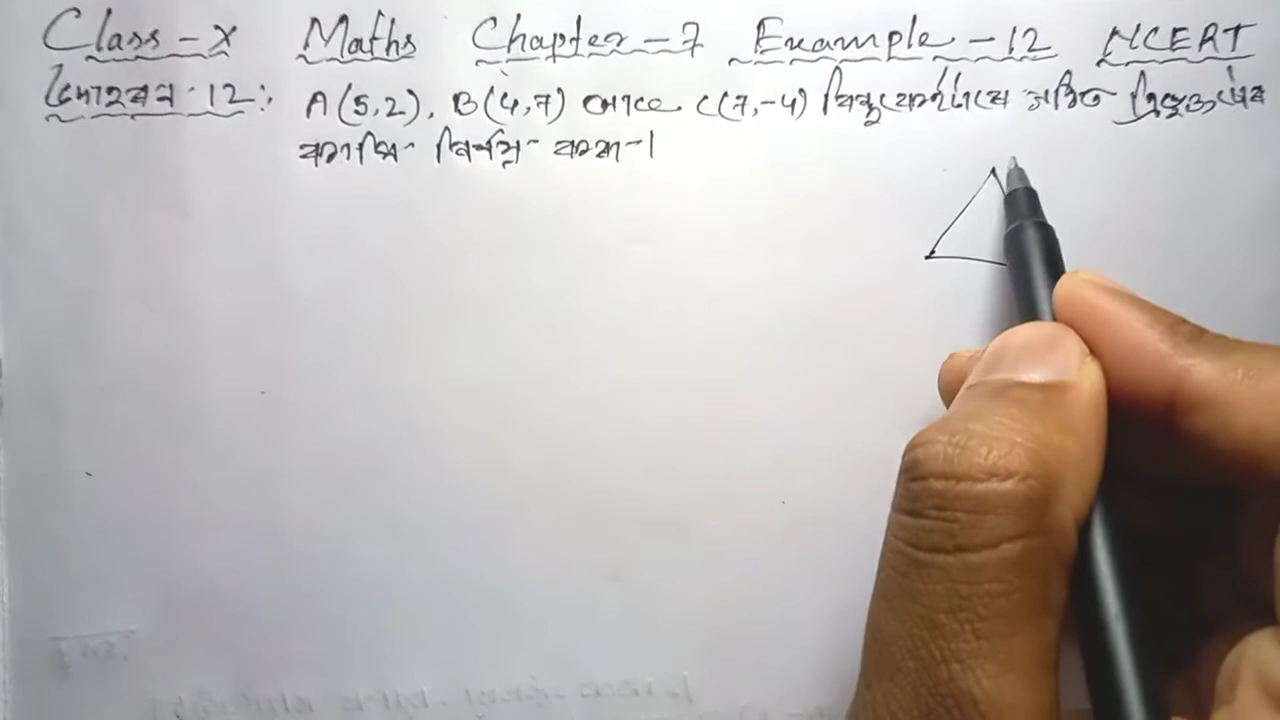 Class-X Maths Chapter-7 Example-12 NCERT
উদাহৰণ 12: A(5,2), B(4,7) আৰু C(7,-4) বিন্দুকেইটাৰে গঠিত ত্ৰিভুজটোৰ
কালি নিৰ্ণয় কৰা।